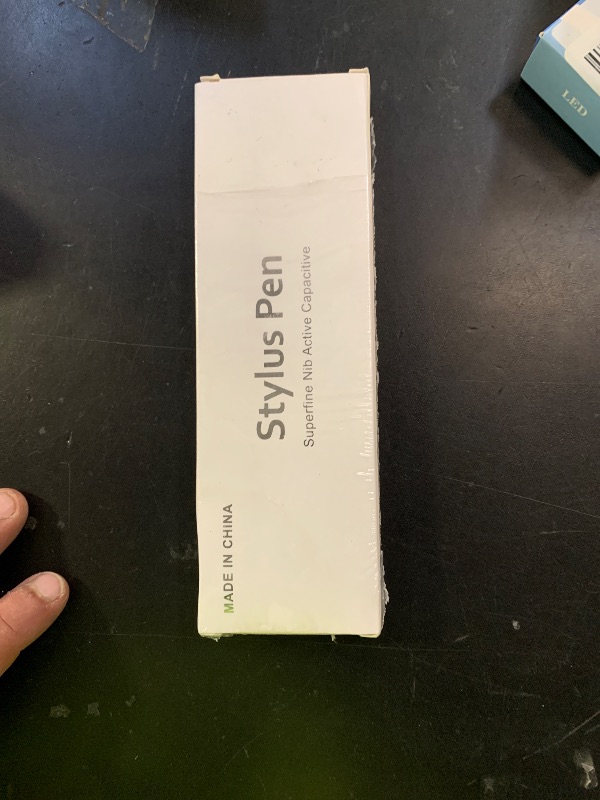 Stylus Pen
Superfine Nib Active Capacitive
MADE IN CHINA
LED